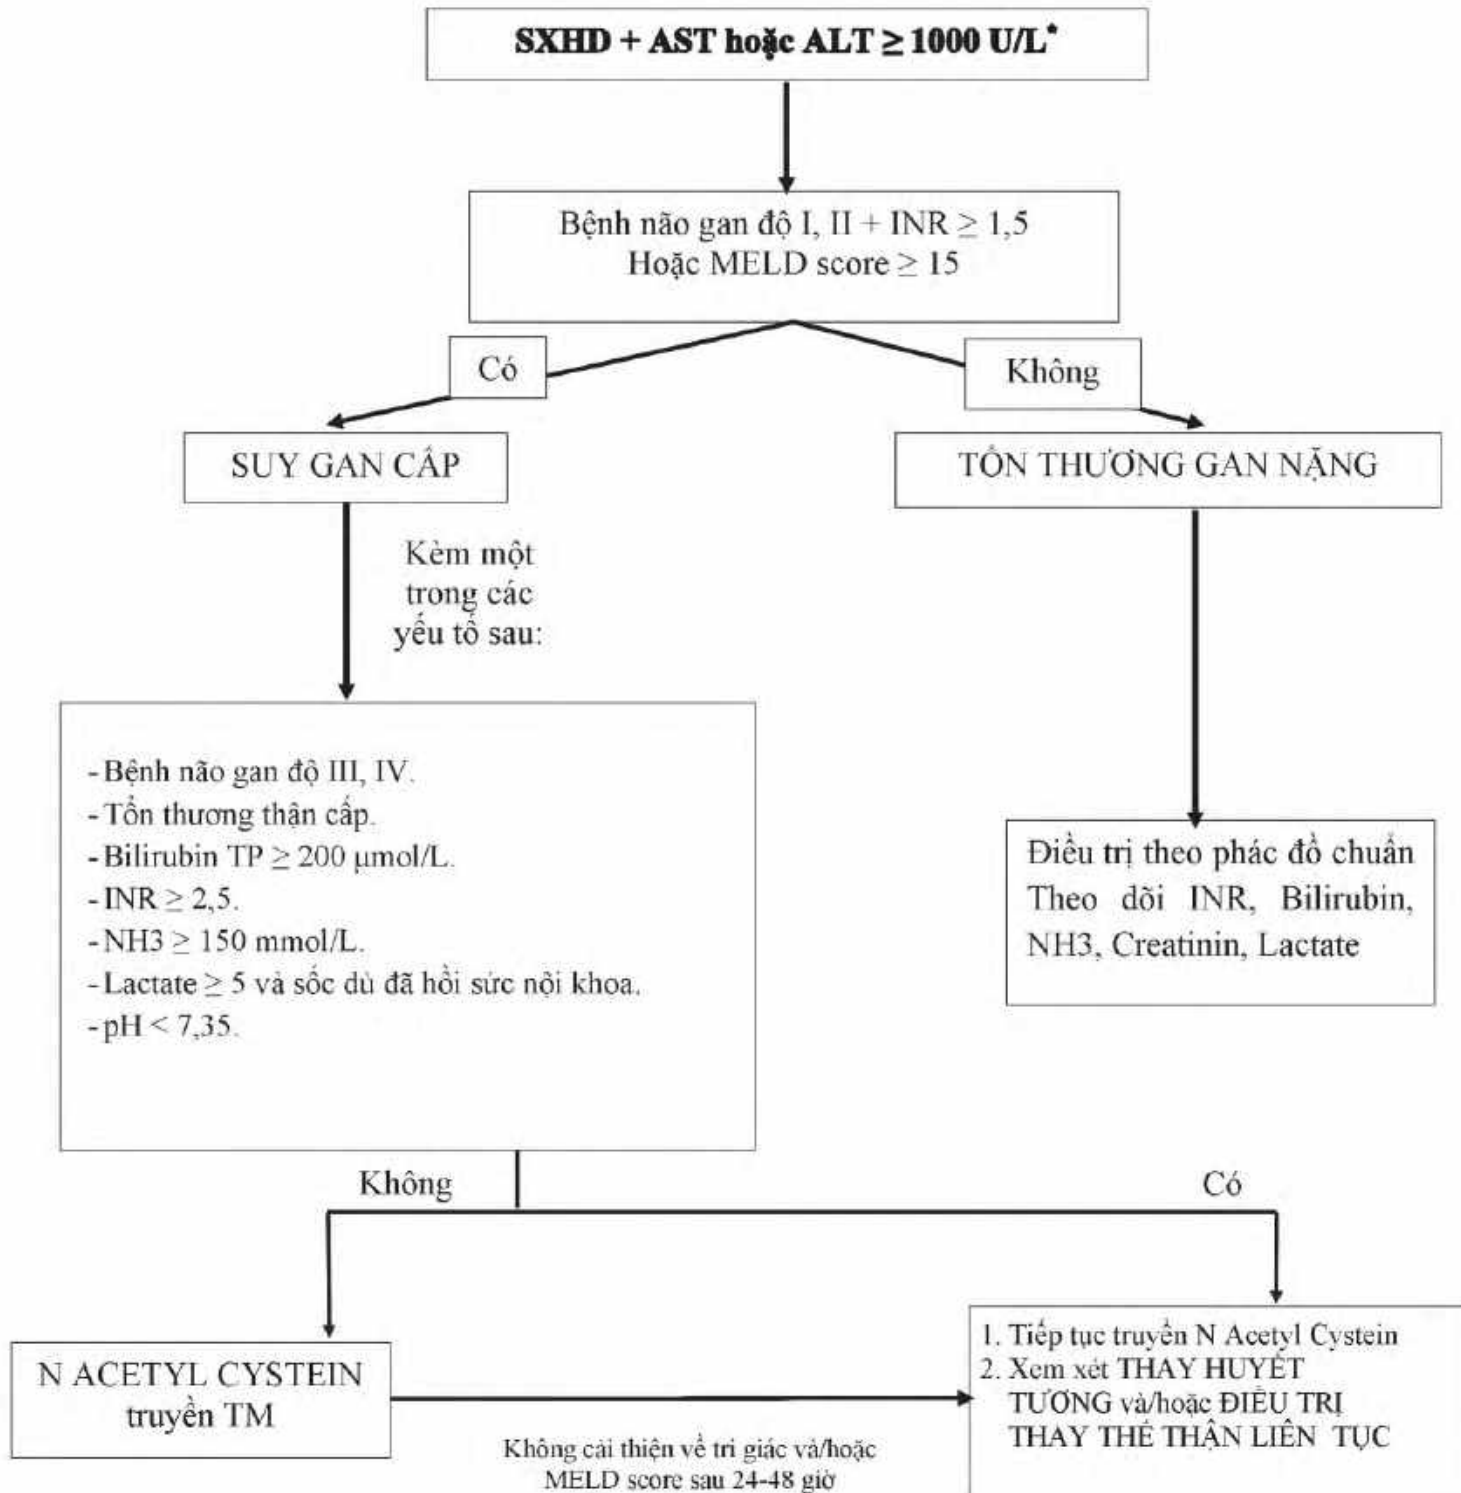 SXHD + AST hoặc ALT ≥ 1000 U/L*
Bệnh não gan độ I, II + INR ≥ 1,5
Hoặc MELD score ≥ 15
Có
Không
SUY GAN CẤP
TỔN THƯƠNG GAN NẶNG
Kèm một
trong các
yếu tố sau:
-Bệnh não gan độ III, IV.
-Tổn thương thận cấp.
-Bilirubin TP ≥ 200 μmol/L.
-INR ≥ 2,5.
-NH3 ≥ 150 mmol/L.
-Lactate ≥ 5 và sốc dù đã hồi sức nội khoa.
-pH < 7,35.
Điều trị theo phác đồ chuẩn
Theo dõi INR, Bilirubin,
NH3, Creatinin, Lactate
Không
Có
N ACETYL CYSTEIN
truyền TM
Không cải thiện về tri giác và/hoặc
MELD score sau 24-48 giờ
1. Tiếp tục truyền N Acetyl Cystein
2. Xem xét THAY HUYẾT
TƯƠNG và/hoặc ĐIỀU TRỊ
THAY THẾ THẬN LIÊN TỤC